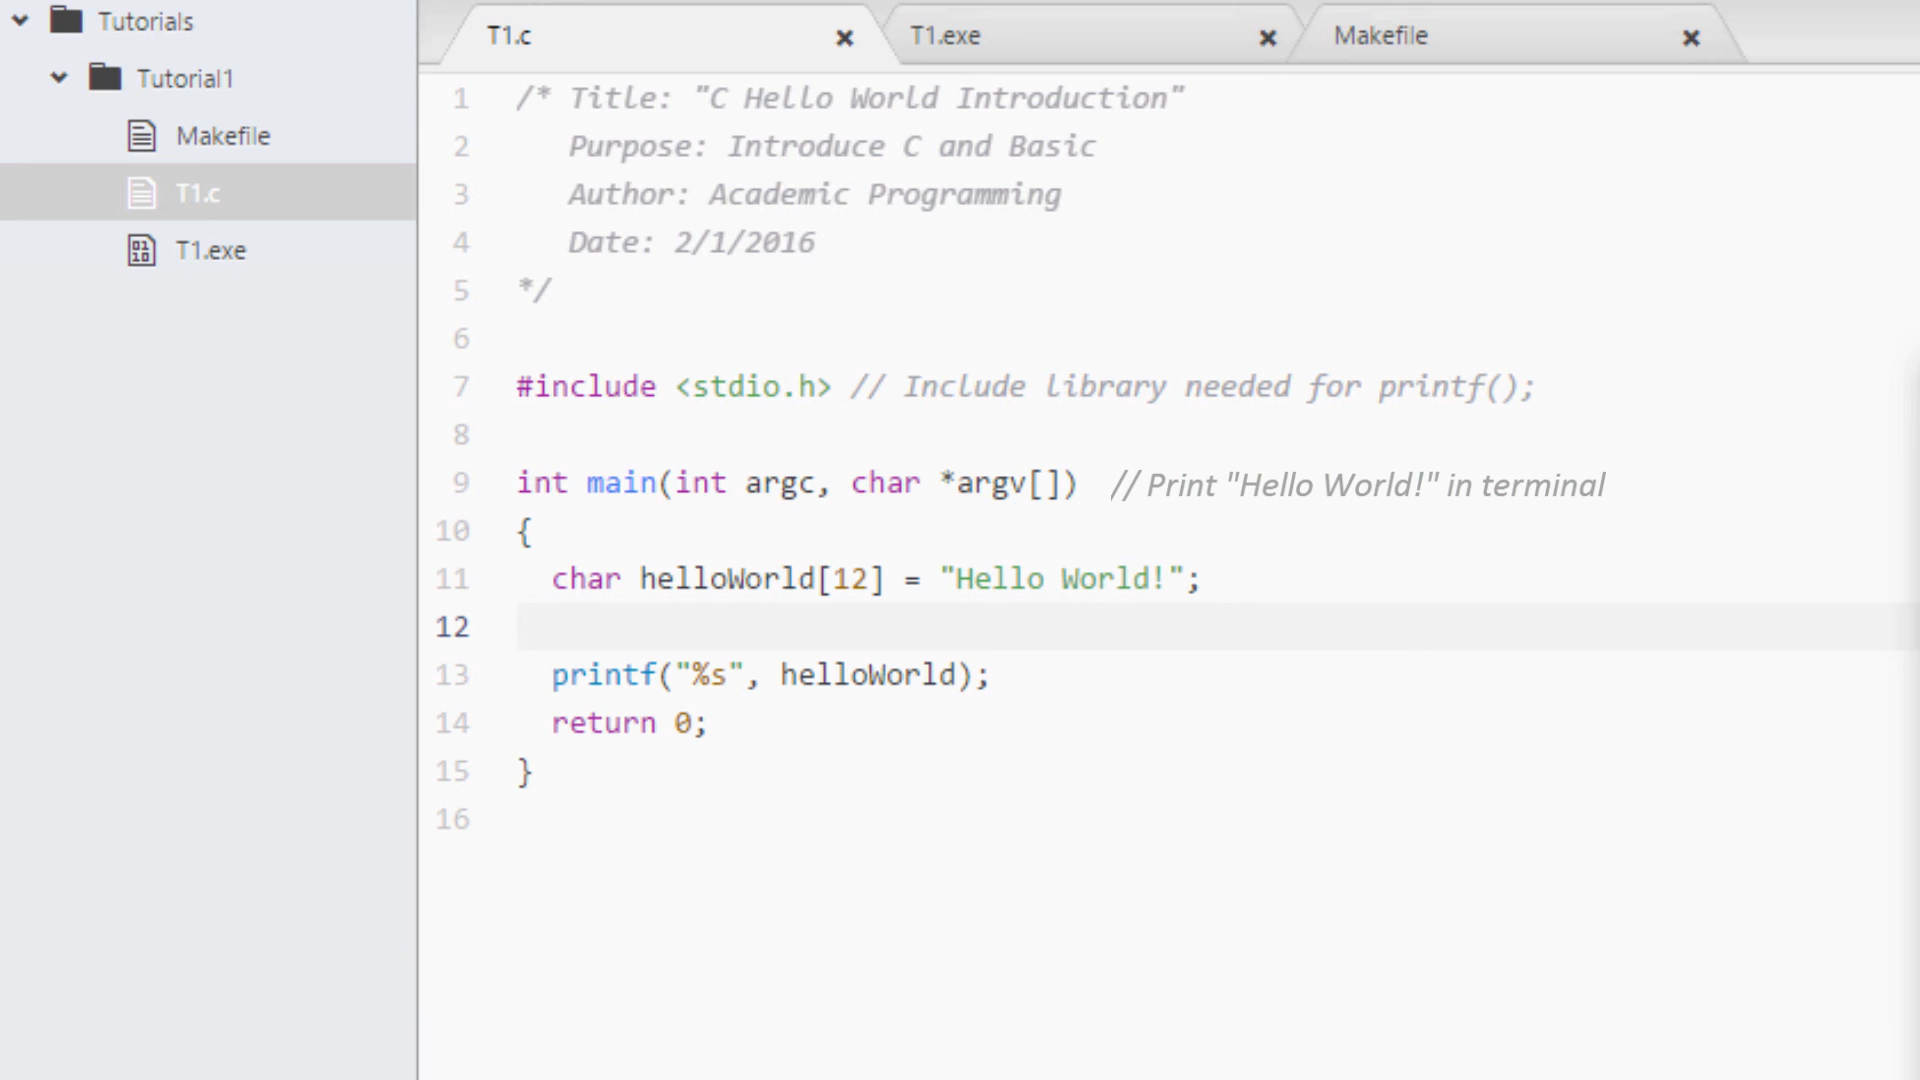 Tutorials
Tutorial1
Makefile
T1.c
T1.exe
T1.c
T1.exe
Makefile
1 /* Title: "C Hello World Introduction"
2 Purpose: Introduce C and Basic
3 Author: Academic Programming
4 Date: 2/1/2016
5 */
6
7 #include <stdio.h> // Include library needed for printf();
8
9 int main(int argc, char *argv[]) // Print "Hello World!" in terminal
10 {
11 char helloWorld[12] = "Hello World!";
12
13 printf("%s", helloWorld);
14 return 0;
15 }
16